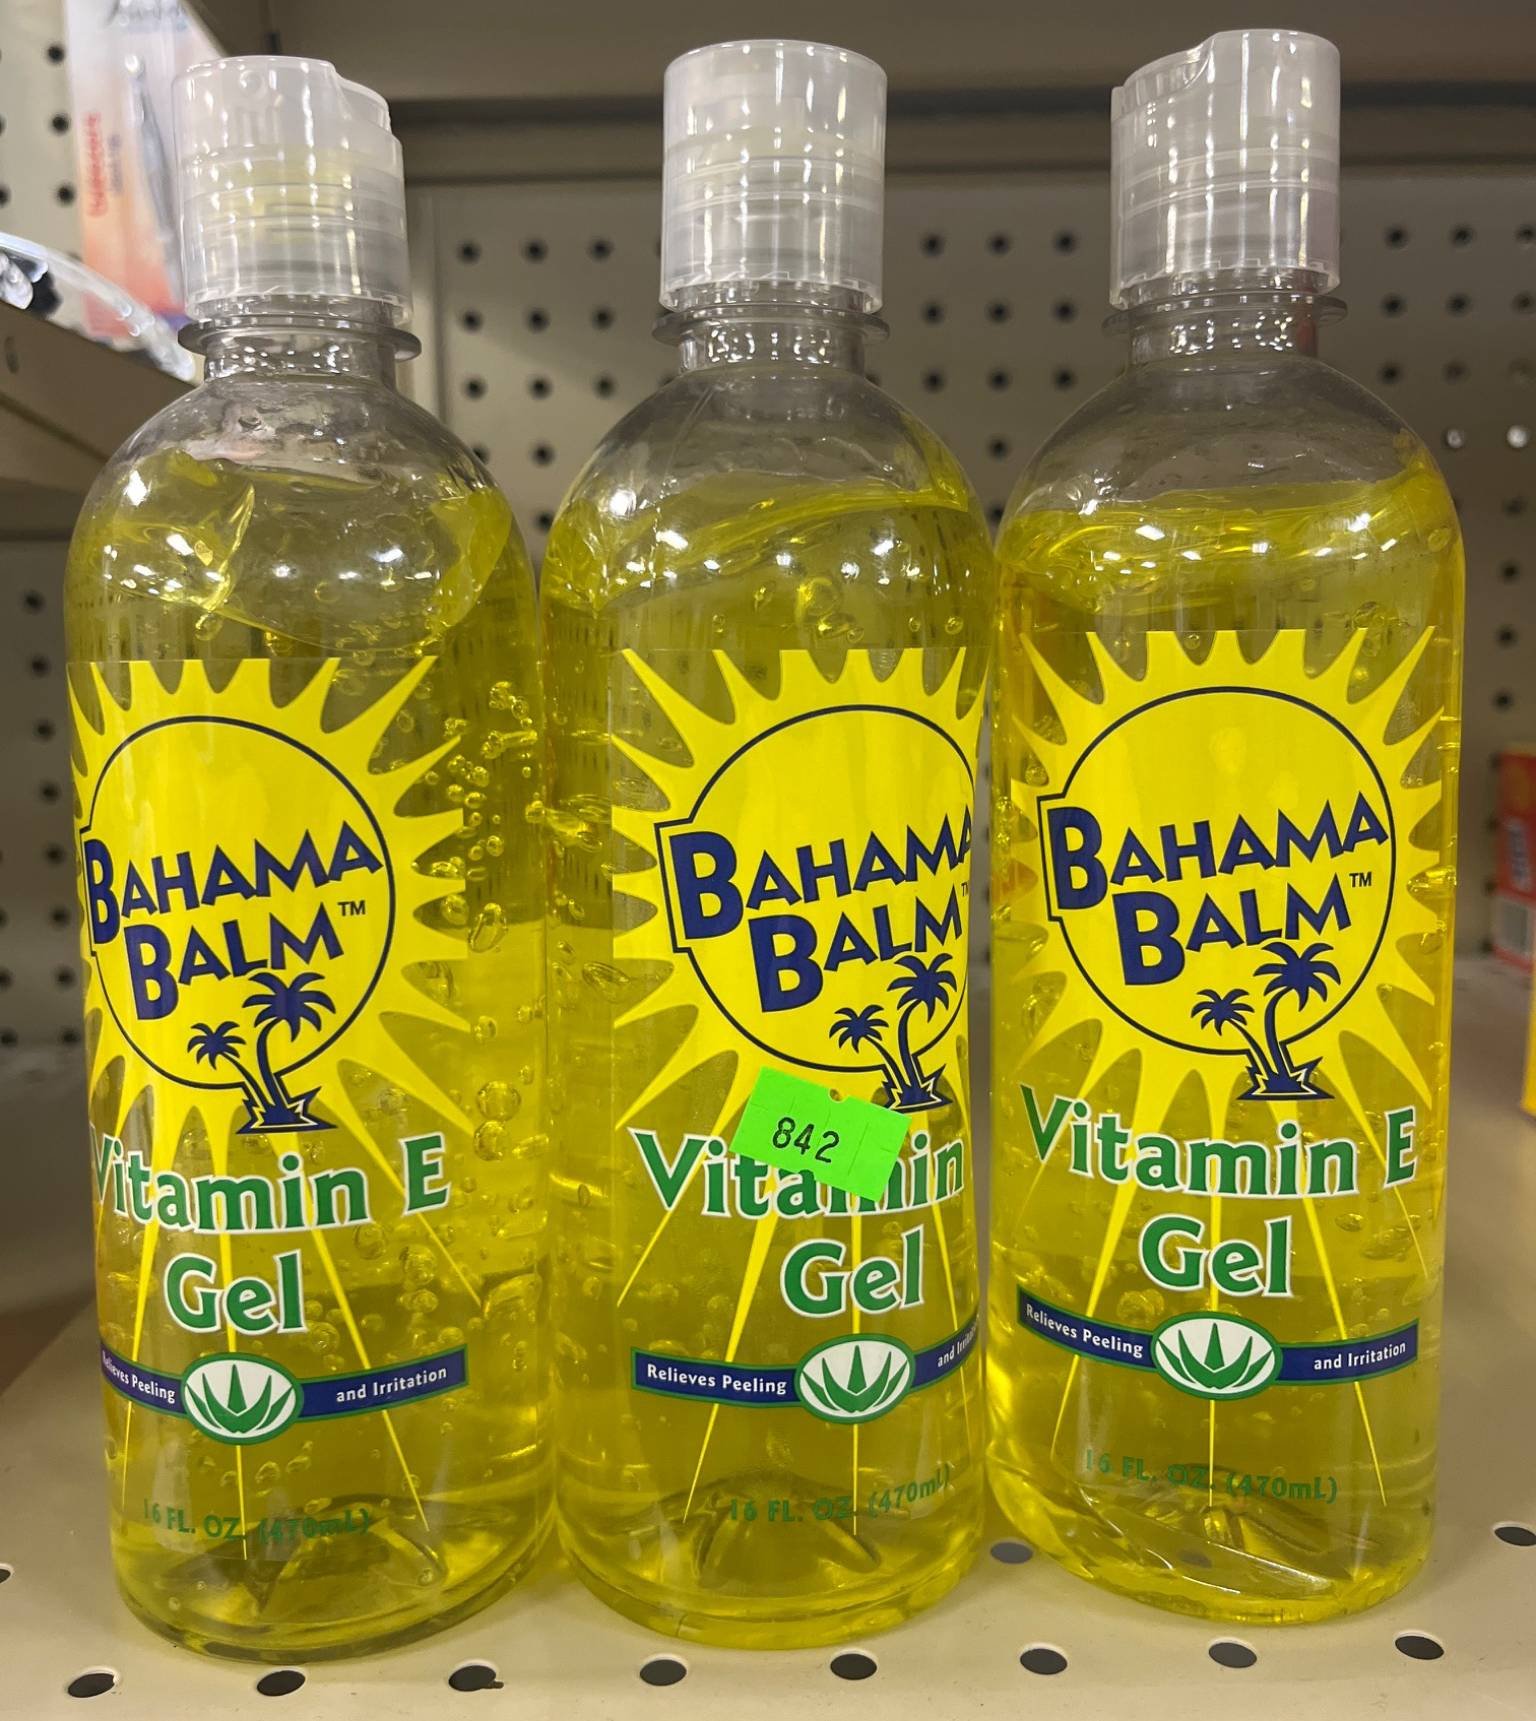 BAHAMA
BALM™
Vitamin E
Gel
Relieves Peeling and Irritation
16 FL. OZ. (470mL)
BAHAMA
BALM™
842
Vitamin
Gel
Relieves Peeling and
16 FL. OZ. (470mL)
BAHAMA
BALM™
Vitamin E
Gel
Relieves Peeling and Irritation
16 FL. OZ. (470mL)